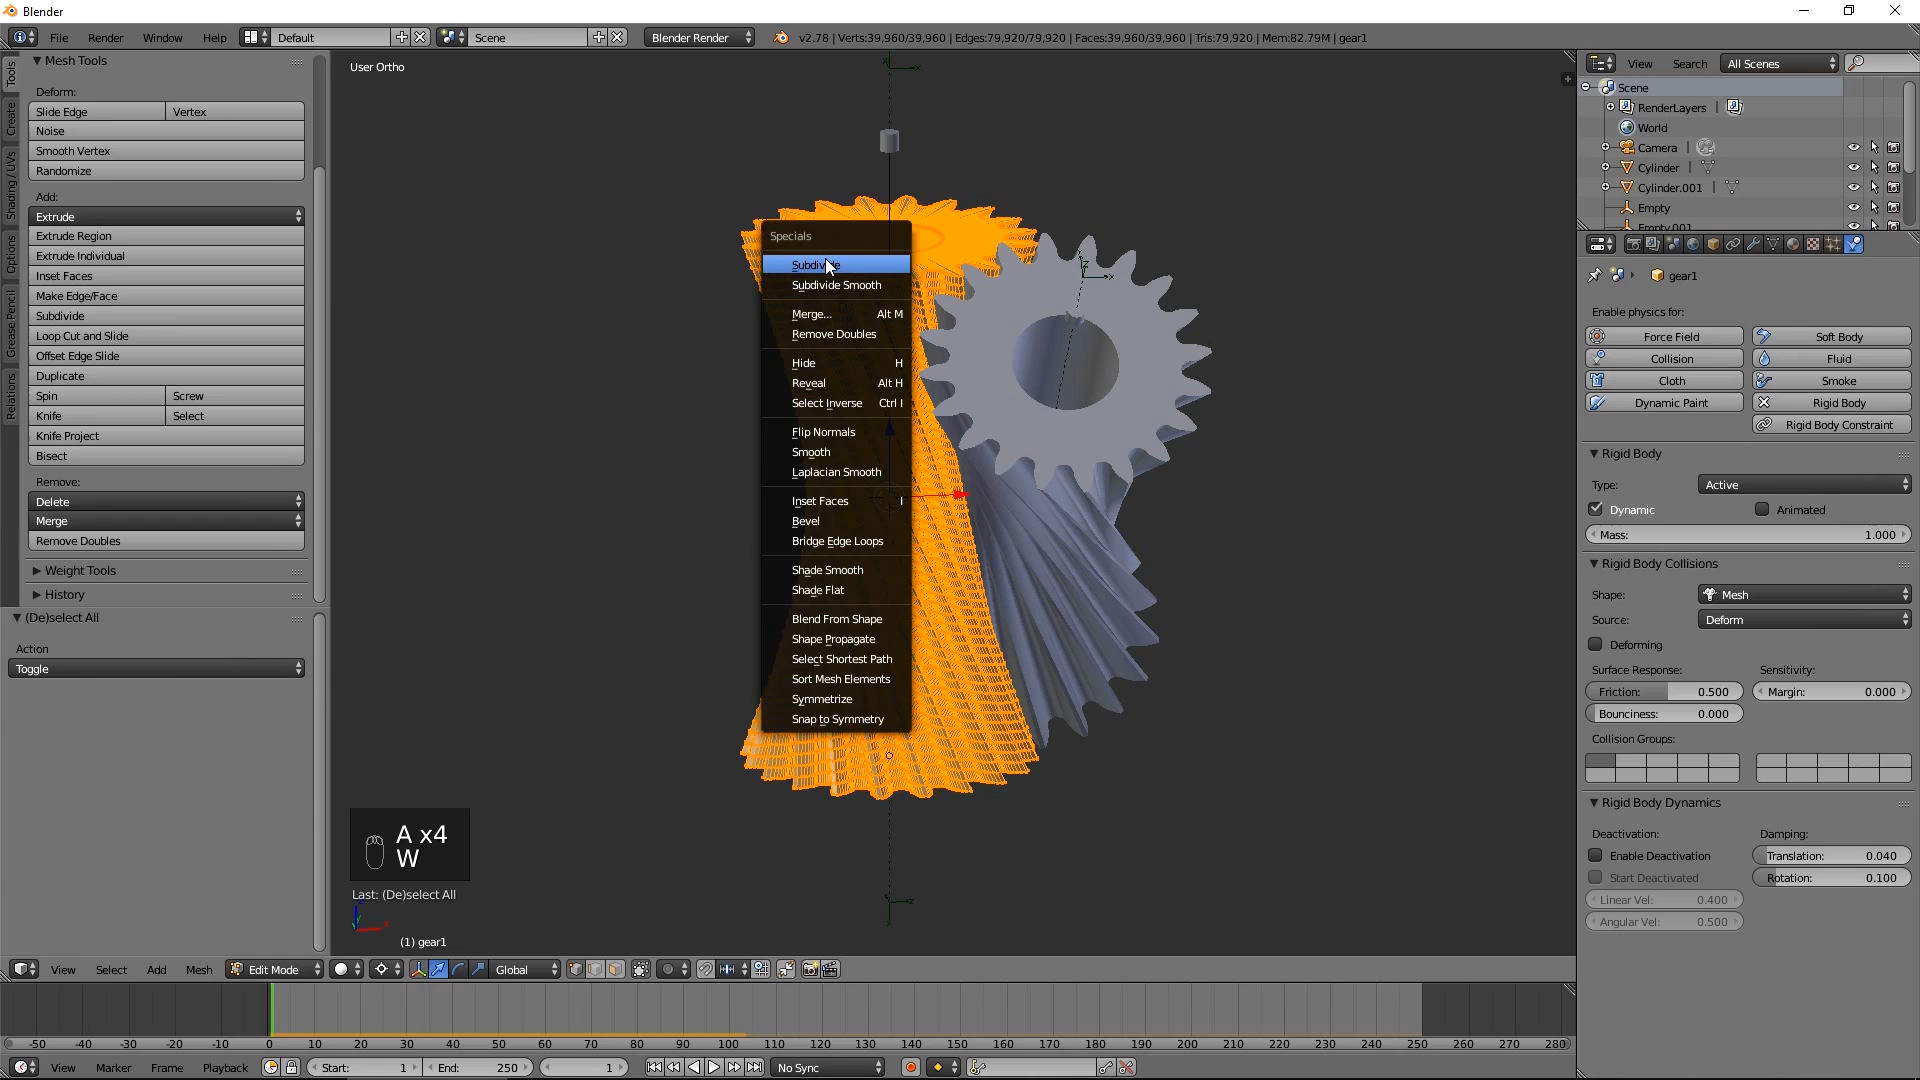 Blender
File Render Window Help Default Scene Blender Render v2.78 | Verts:39,960/39,960 | Edges:79,920/79,920 | Faces:39,960/39,960 | Tris:79,920 | Mem:82.79M | gear1
Tools
Create
Shading / UVs
Options
Grease Pencil
Relations
Mesh Tools
Deform:
Slide Edge Vertex
Noise
Smooth Vertex
Randomize
Add:
Extrude
Extrude Region
Extrude Individual
Inset Faces
Make Edge/Face
Subdivide
Loop Cut and Slide
Offset Edge Slide
Duplicate
Spin Screw
Knife Select
Knife Project
Bisect
Remove:
Delete
Merge
Remove Doubles
Weight Tools
History
(De)select All
Action
Toggle
User Ortho
Specials
Subdivide
Subdivide Smooth
Merge... Alt M
Remove Doubles
Hide H
Reveal Alt H
Select Inverse Ctrl I
Flip Normals
Smooth
Laplacian Smooth
Inset Faces I
Bevel
Bridge Edge Loops
Shade Smooth
Shade Flat
Blend From Shape
Shape Propagate
Select Shortest Path
Sort Mesh Elements
Symmetrize
Snap to Symmetry
A x4
W
Last: (De)select All
(1) gear1
View Select Add Mesh Edit Mode Global
-50 -40 -30 -20 -10 0 10 20 30 40 50 60 70 80 90 100 110 120 130 140 150 160 170 180 190 200 210 220 230 240 250 260 270 280
View Marker Frame Playback Start: 1 End: 250 1 No Sync
View Search All Scenes
Scene
RenderLayers
World
Camera
Cylinder
Cylinder.001
Empty
Empty.001
gear1
Enable physics for:
Force Field Soft Body
Collision Fluid
Cloth Smoke
Dynamic Paint Rigid Body
Rigid Body Constraint
Rigid Body
Type: Active
Dynamic Animated
Mass: 1.000
Rigid Body Collisions
Shape: Mesh
Source: Deform
Deforming
Surface Response: Sensitivity:
Friction: 0.500 Margin: 0.000
Bounciness: 0.000
Collision Groups:
Rigid Body Dynamics
Deactivation: Damping:
Enable Deactivation Translation: 0.040
Start Deactivated Rotation: 0.100
Linear Vel: 0.400
Angular Vel: 0.500